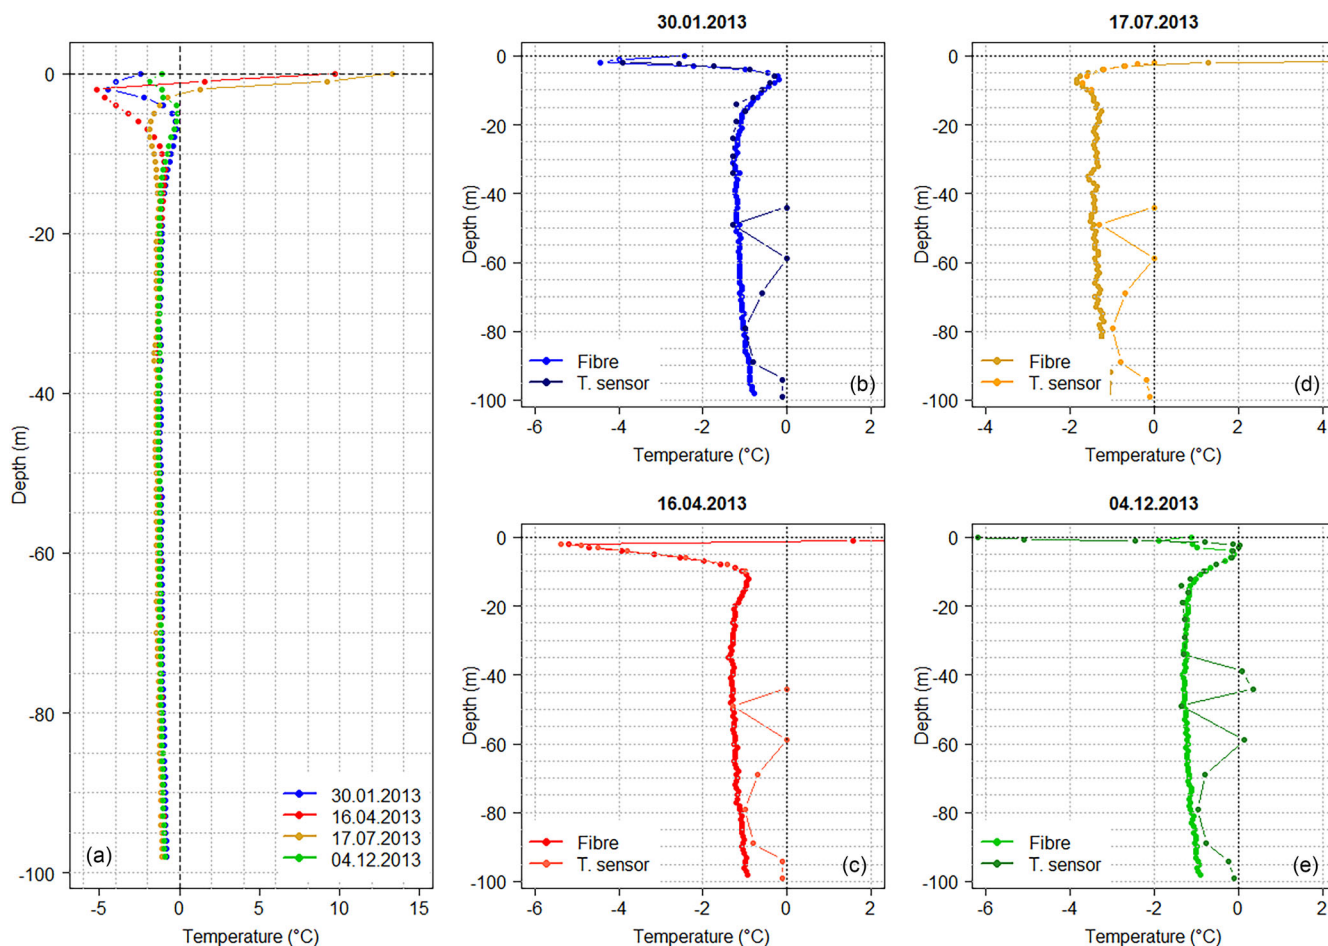 0
-20
-40
-60
-80
-100
Depth (m)
30.01.2013
16.04.2013
17.07.2013
04.12.2013
(a)
-5 0 5 10 15
Temperature (°C)
30.01.2013
0
-20
-40
-60
-80
-100
Depth (m)
Fibre
T. sensor
(b)
-6 -4 -2 0 2
Temperature (°C)
17.07.2013
0
-20
-40
-60
-80
-100
Depth (m)
Fibre
T. sensor
(d)
-4 -2 0 2 4
Temperature (°C)
16.04.2013
0
-20
-40
-60
-80
-100
Depth (m)
Fibre
T. sensor
(c)
-6 -4 -2 0 2
Temperature (°C)
04.12.2013
0
-20
-40
-60
-80
-100
Depth (m)
Fibre
T. sensor
(e)
-6 -4 -2 0 2
Temperature (°C)